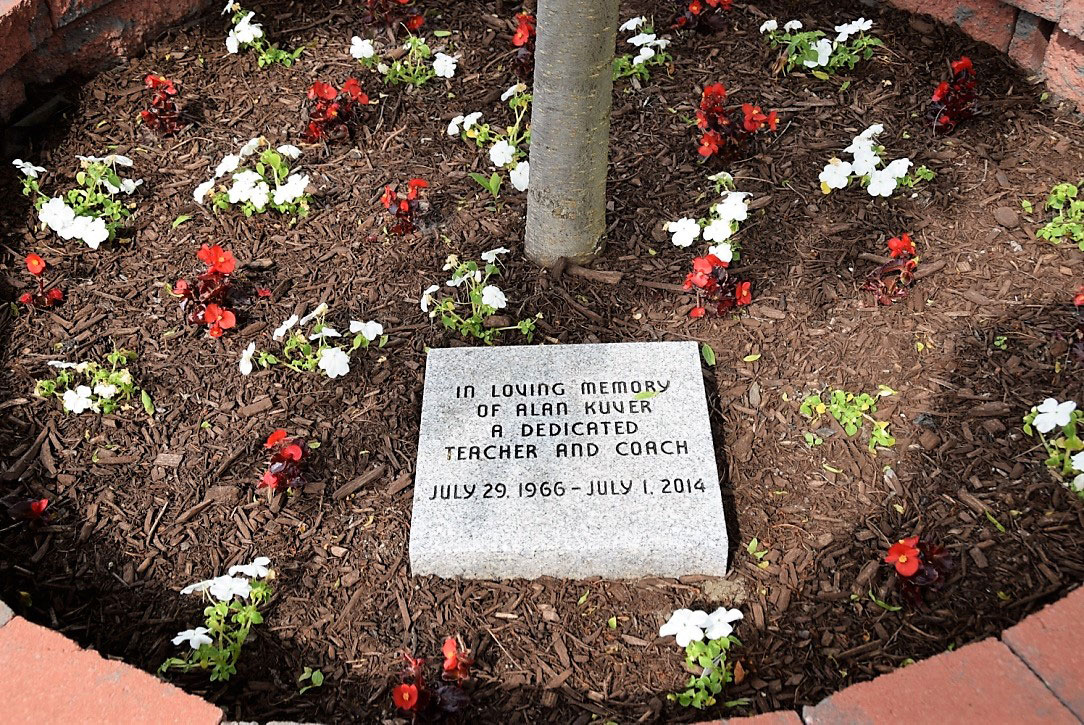 IN LOVING MEMORY
OF ALAN KUVER
A DEDICATED
TEACHER AND COACH
JULY 29, 1966 - JULY 1, 2014